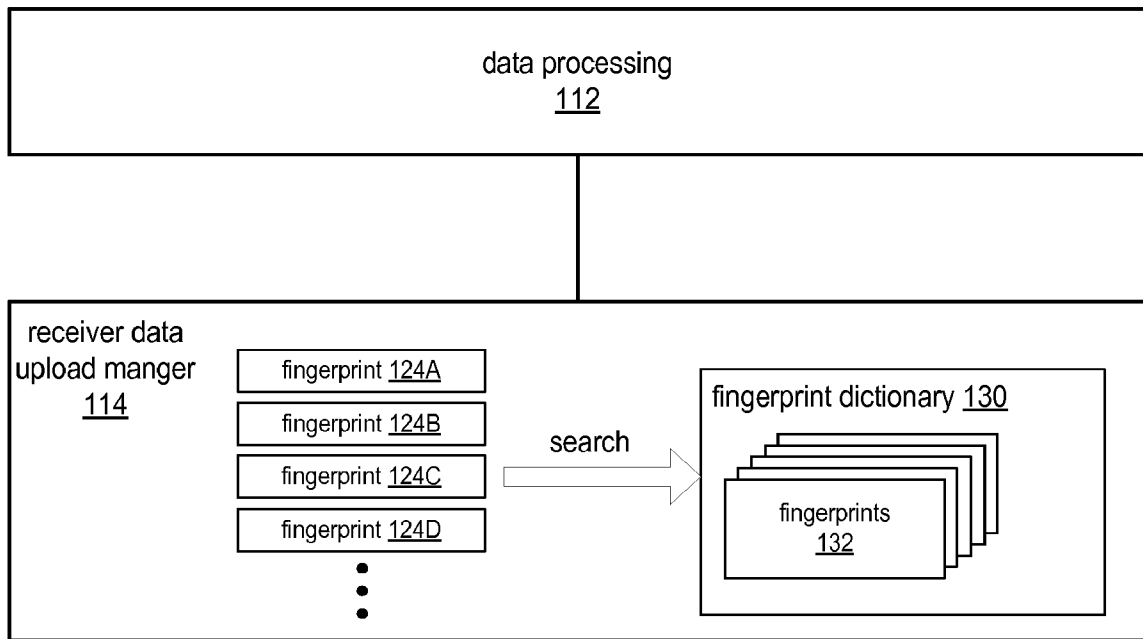 data processing
112
receiver data
upload manger
114
fingerprint 124A
fingerprint 124B
fingerprint 124C
fingerprint 124D
search
fingerprint dictionary 130
fingerprints
132